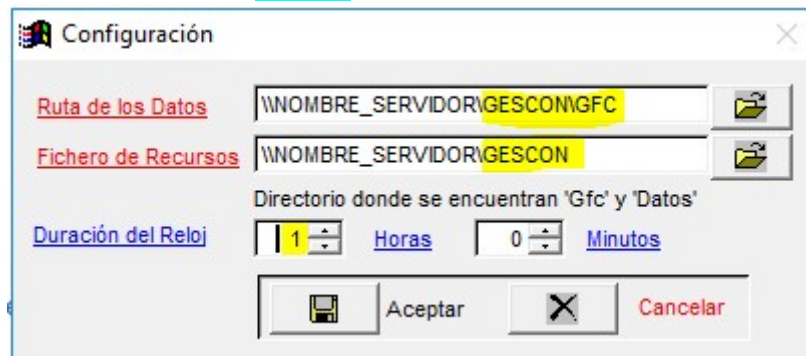 Configuración
Ruta de los Datos \\NOMBRE_SERVIDOR\GESCON\GFC
Fichero de Recursos \\NOMBRE_SERVIDOR\GESCON
Directorio donde se encuentran 'Gfc' y 'Datos'
Duración del Reloj 1 Horas 0 Minutos
Aceptar Cancelar